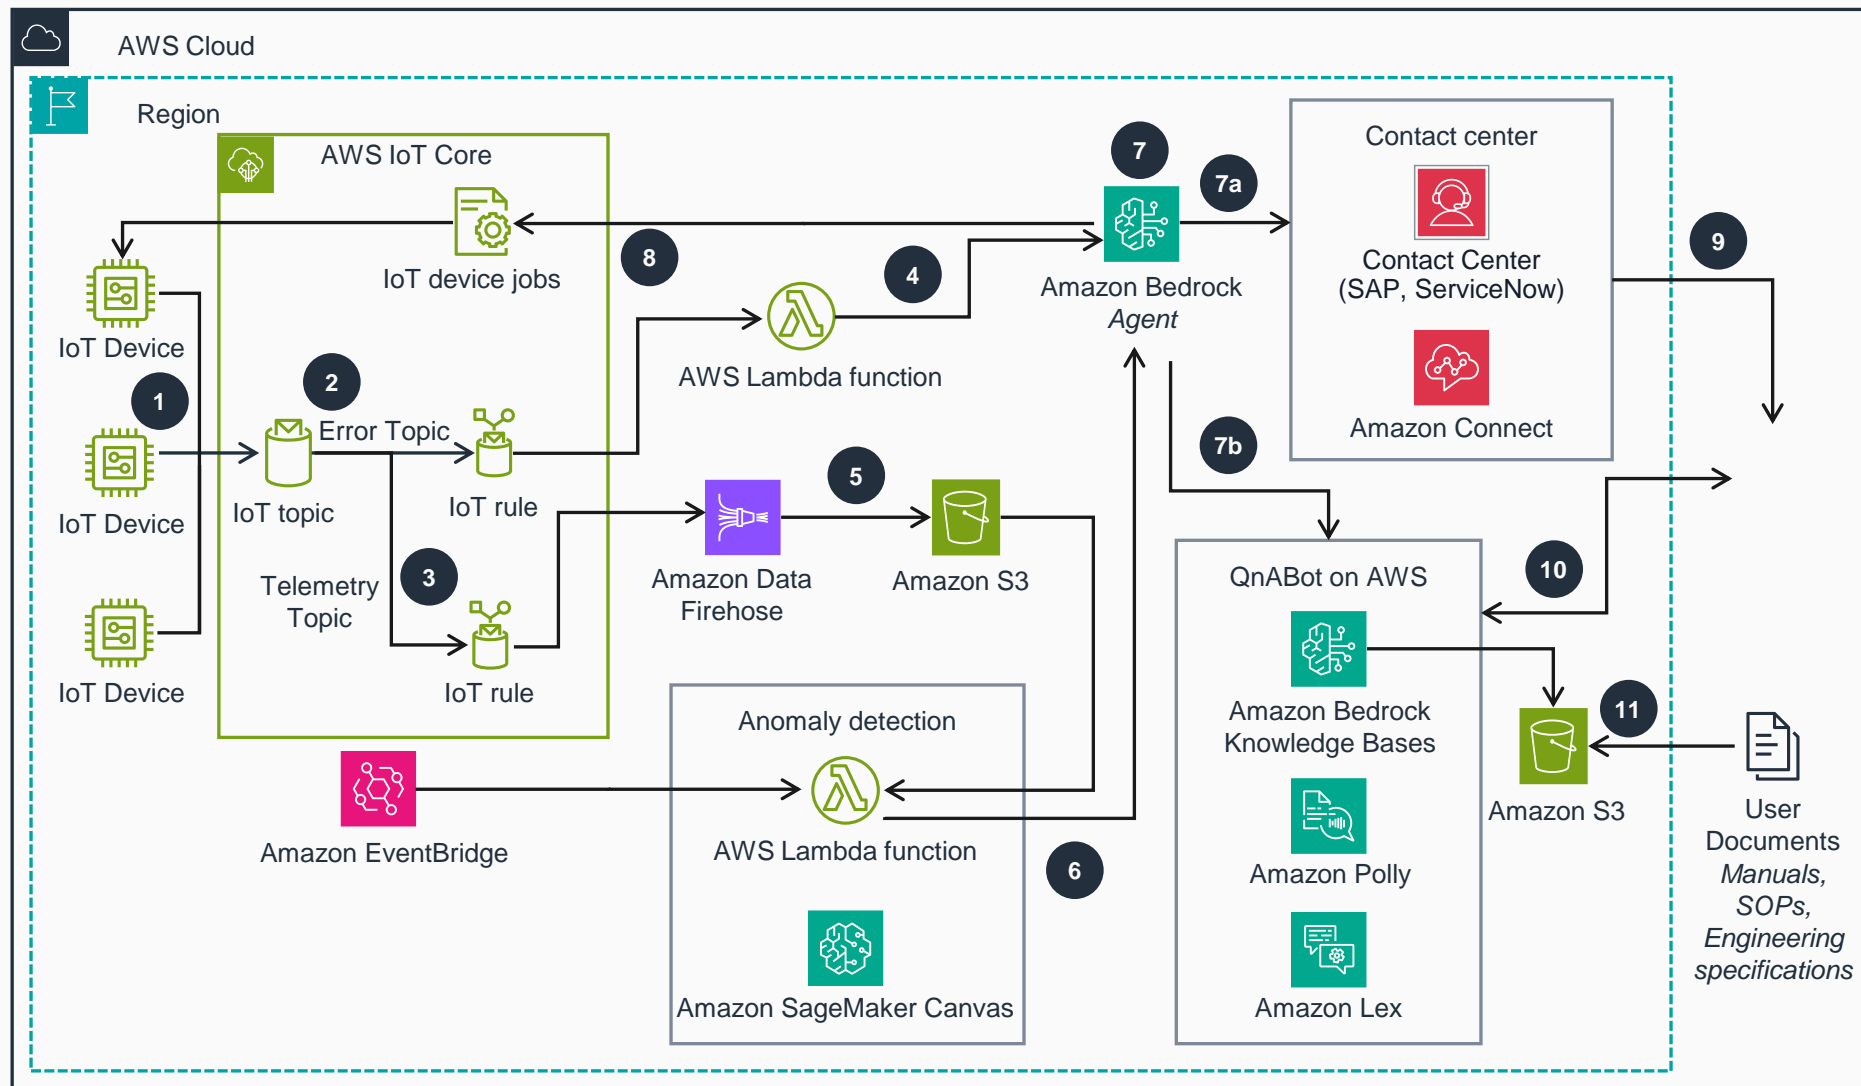 AWS Cloud
Region
AWS IoT Core
IoT device jobs
IoT Device
1
IoT Device
IoT Device
2
Error Topic
IoT topic
IoT rule
3
Telemetry
Topic
IoT rule
8
4
AWS Lambda function
5
Amazon Data
Firehose
Amazon S3
Amazon EventBridge
Anomaly detection
AWS Lambda function
6
Amazon SageMaker Canvas
7
7a
Amazon Bedrock
Agent
7b
Contact center
Contact Center
(SAP, ServiceNow)
Amazon Connect
9
10
QnABot on AWS
Amazon Bedrock
Knowledge Bases
Amazon Polly
Amazon Lex
11
Amazon S3
User
Documents
Manuals,
SOPs,
Engineering
specifications